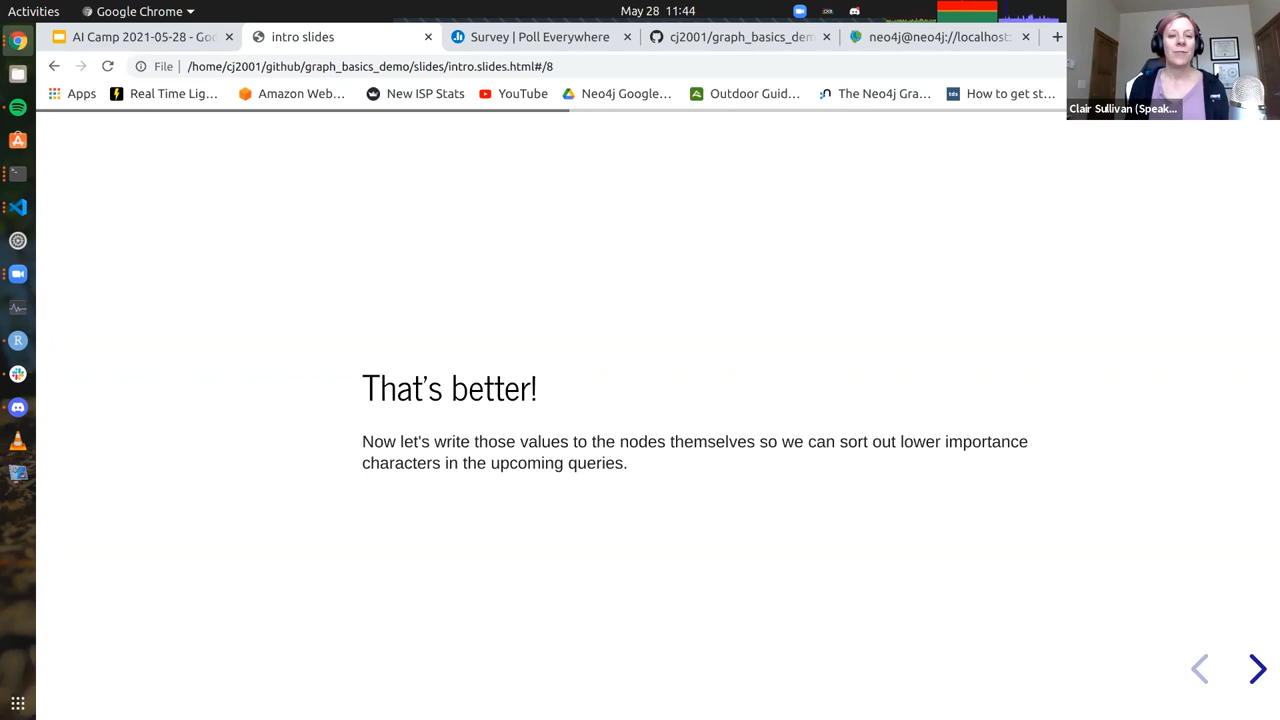 Activities Google Chrome May 28 11:44
AI Camp 2021-05-28 - Goo intro slides Survey | Poll Everywhere cj2001/graph_basics_dem neo4j@neo4j://localhost:
File /home/cj2001/github/graph_basics_demo/slides/intro.slides.html#/8
Apps Real Time Lig... Amazon Web... New ISP Stats YouTube Neo4j Google... Outdoor Guid... The Neo4j Gra... How to get st...
Clair Sullivan (Speak...
That's better!
Now let's write those values to the nodes themselves so we can sort out lower importance
characters in the upcoming queries.